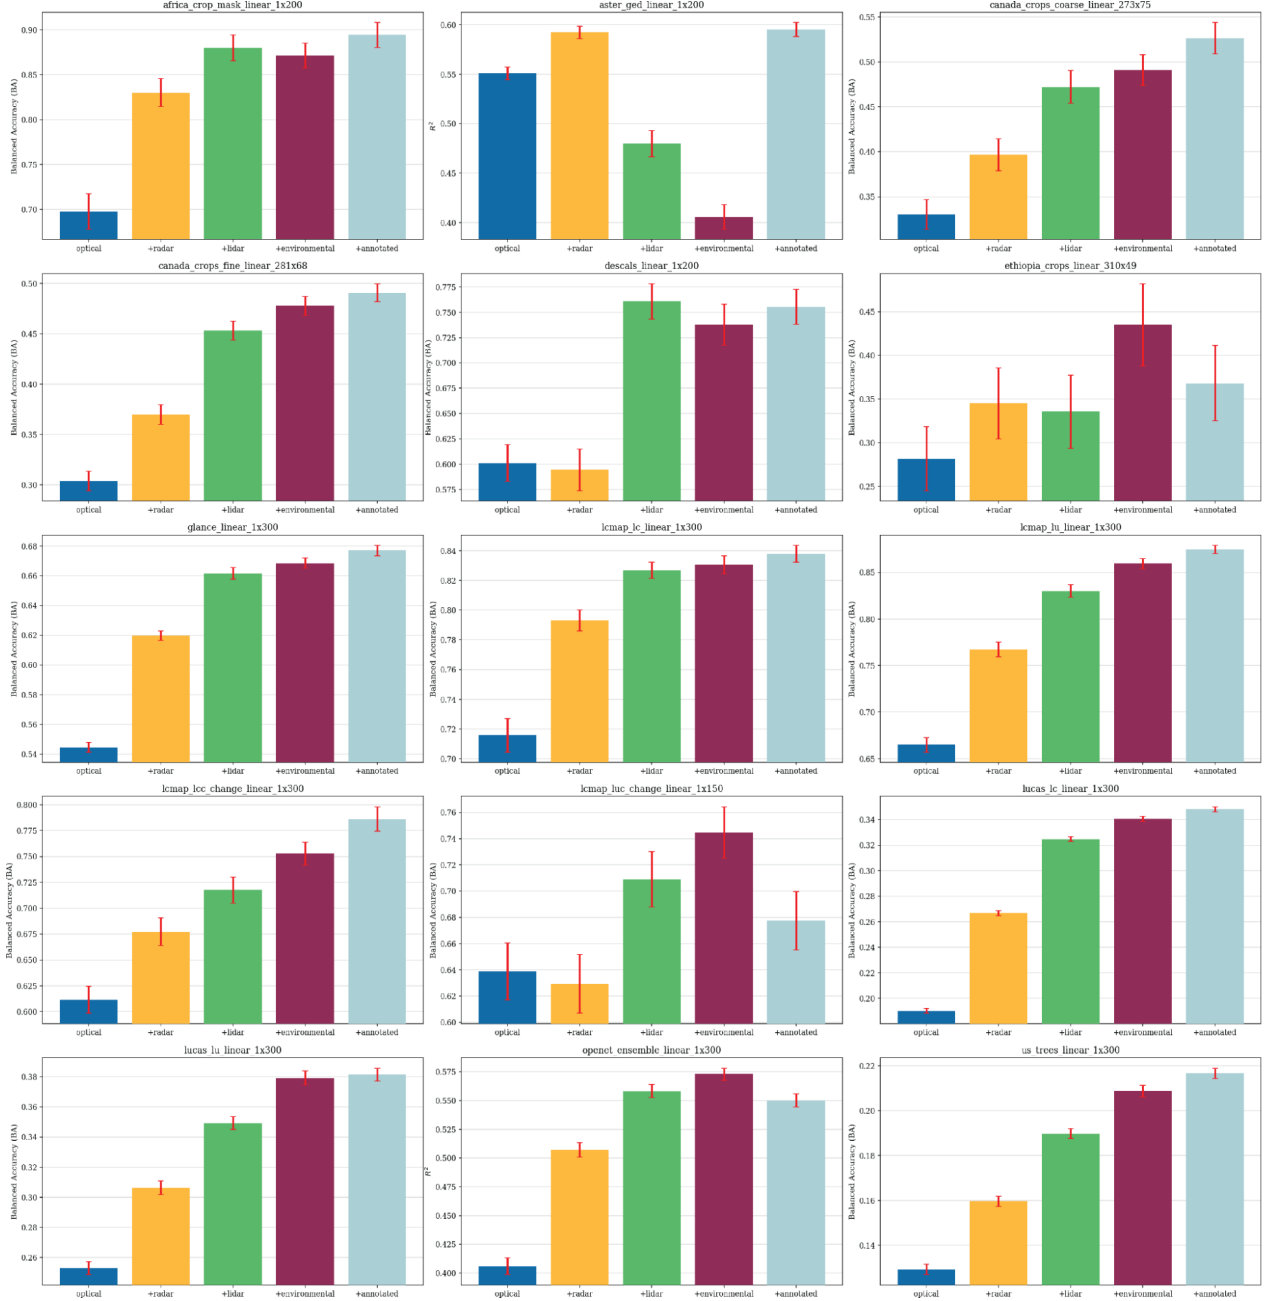 africa_crop_mask_linear_1x200
Balanced Accuracy (BA)
0.90
0.85
0.80
0.75
0.70
optical +radar +lidar +environmental +annotated
aster_ged_linear_1x200
R²
0.60
0.55
0.50
0.45
0.40
optical +radar +lidar +environmental +annotated
canada_crops_coarse_linear_273x75
Balanced Accuracy (BA)
0.55
0.50
0.45
0.40
0.35
optical +radar +lidar +environmental +annotated
canada_crops_fine_linear_281x68
Balanced Accuracy (BA)
0.50
0.45
0.40
0.35
0.30
optical +radar +lidar +environmental +annotated
descals_linear_1x200
Balanced Accuracy (BA)
0.775
0.750
0.725
0.700
0.675
0.650
0.625
0.600
0.575
optical +radar +lidar +environmental +annotated
ethiopia_crops_linear_310x49
Balanced Accuracy (BA)
0.45
0.40
0.35
0.30
0.25
optical +radar +lidar +environmental +annotated
glance_linear_1x300
Balanced Accuracy (BA)
0.68
0.66
0.64
0.62
0.60
0.58
0.56
0.54
optical +radar +lidar +environmental +annotated
lcmap_lc_linear_1x300
Balanced Accuracy (BA)
0.84
0.82
0.80
0.78
0.76
0.74
0.72
0.70
optical +radar +lidar +environmental +annotated
lcmap_lu_linear_1x300
Balanced Accuracy (BA)
0.85
0.80
0.75
0.70
0.65
optical +radar +lidar +environmental +annotated
lcmap_lcc_change_linear_1x300
Balanced Accuracy (BA)
0.800
0.775
0.750
0.725
0.700
0.675
0.650
0.625
0.600
optical +radar +lidar +environmental +annotated
lcmap_luc_change_linear_1x150
Balanced Accuracy (BA)
0.76
0.74
0.72
0.70
0.68
0.66
0.64
0.62
0.60
optical +radar +lidar +environmental +annotated
lucas_lc_linear_1x300
Balanced Accuracy (BA)
0.34
0.32
0.30
0.28
0.26
0.24
0.22
0.20
optical +radar +lidar +environmental +annotated
lucas_lu_linear_1x300
Balanced Accuracy (BA)
0.38
0.36
0.34
0.32
0.30
0.28
0.26
optical +radar +lidar +environmental +annotated
openet_ensemble_linear_1x300
R²
0.575
0.550
0.525
0.500
0.475
0.450
0.425
0.400
optical +radar +lidar +environmental +annotated
us_trees_linear_1x300
Balanced Accuracy (BA)
0.22
0.20
0.18
0.16
0.14
optical +radar +lidar +environmental +annotated